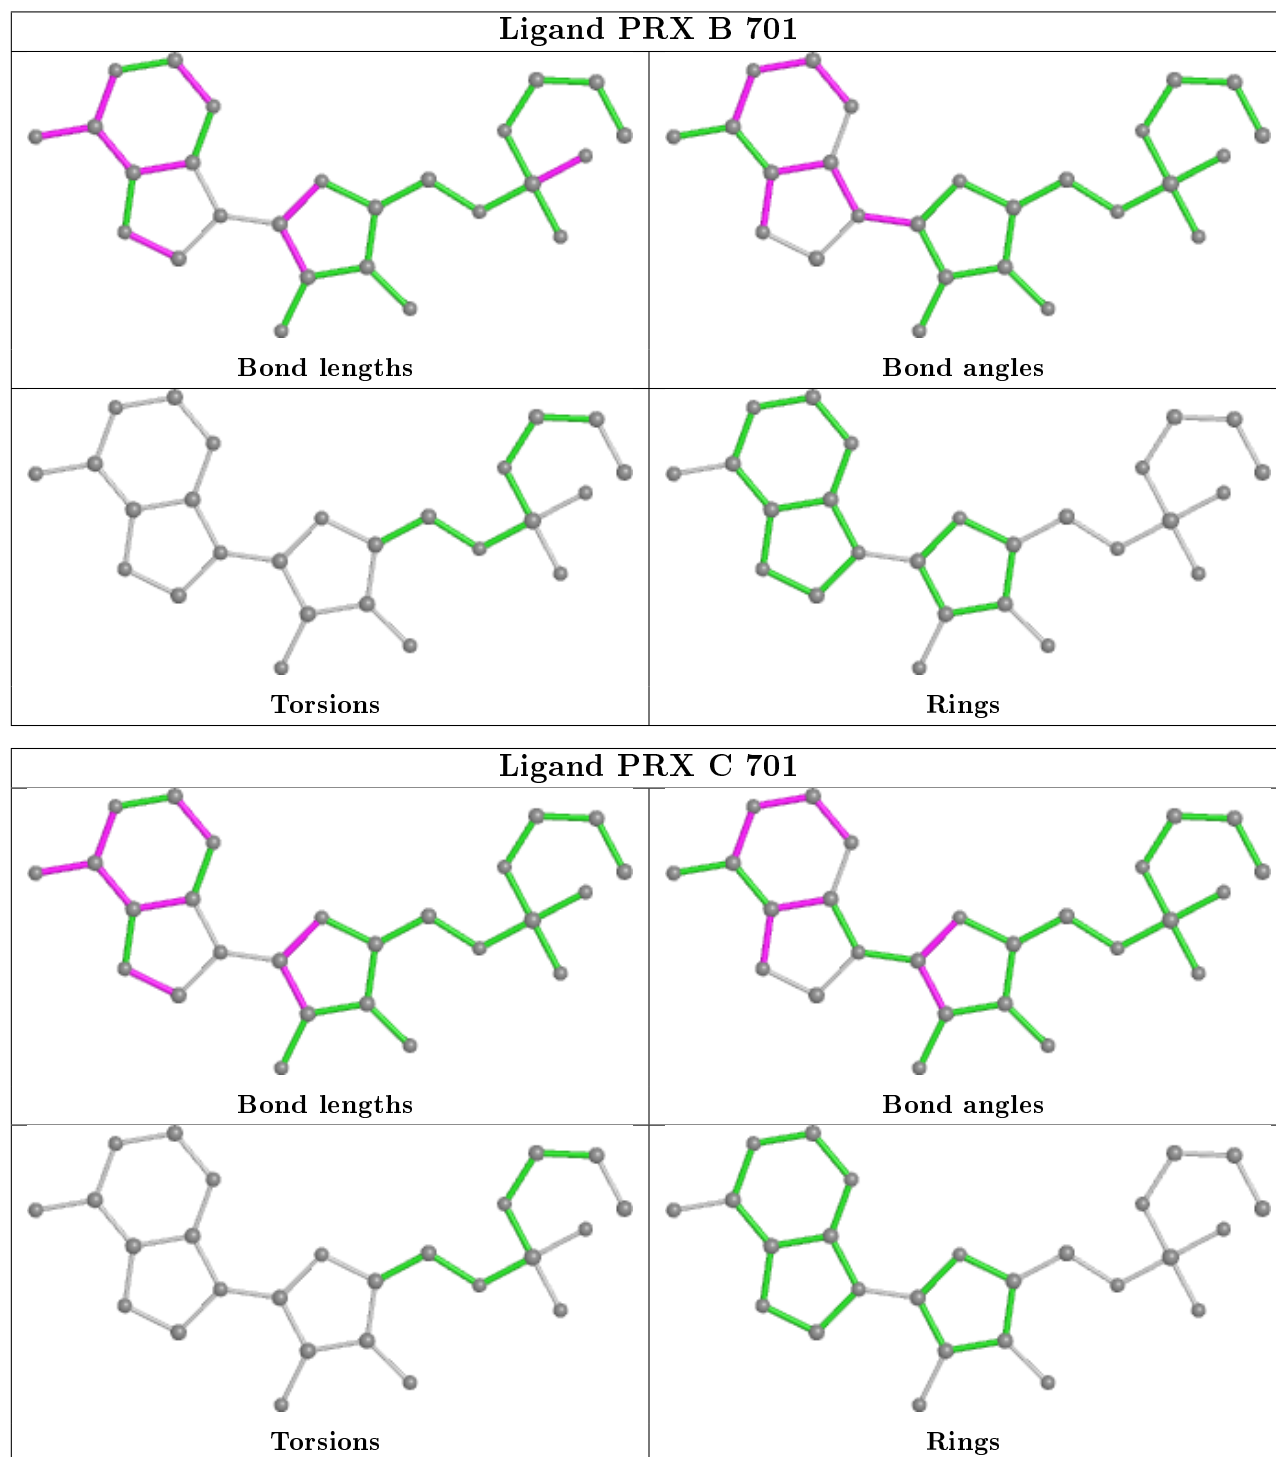 Ligand PRX B 701
Bond lengths
Bond angles
Torsions
Rings
Ligand PRX C 701
Bond lengths
Bond angles
Torsions
Rings